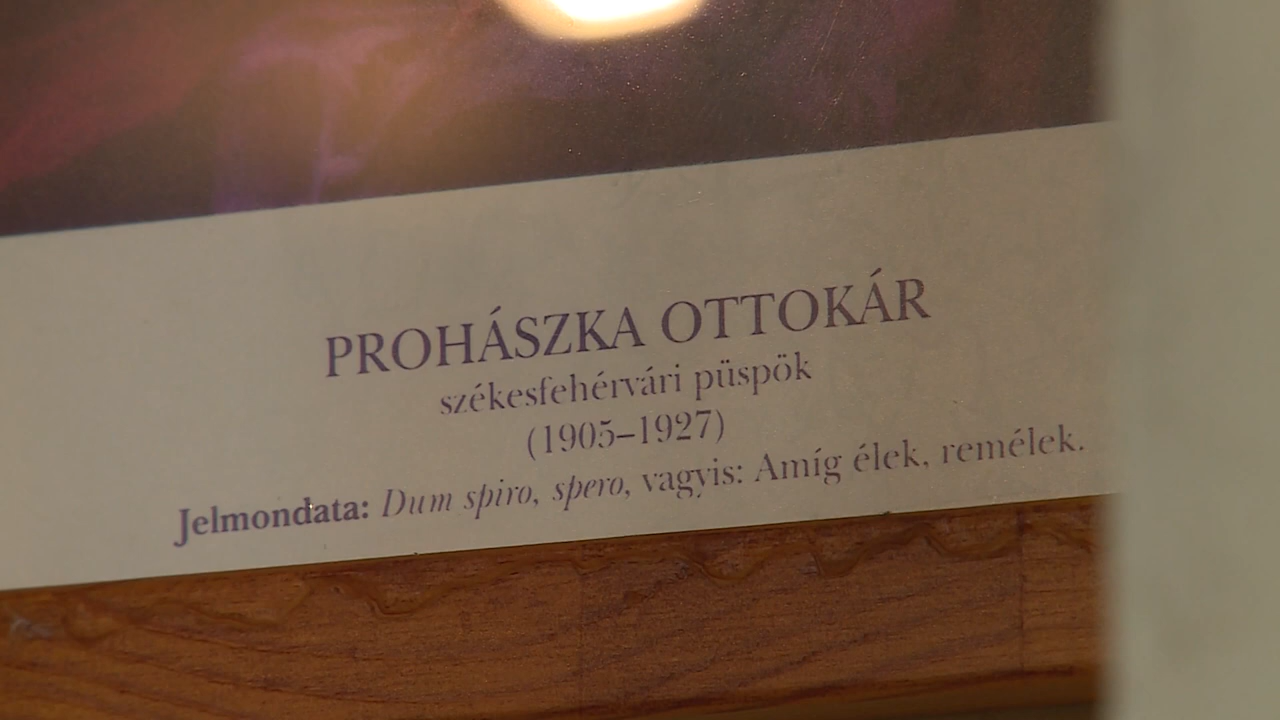 PROHÁSZKA OTTOKÁR
székesfehérvári püspök
(1905–1927)
Jelmondata: Dum spiro, spero, vagyis: Amíg élek, remélek.